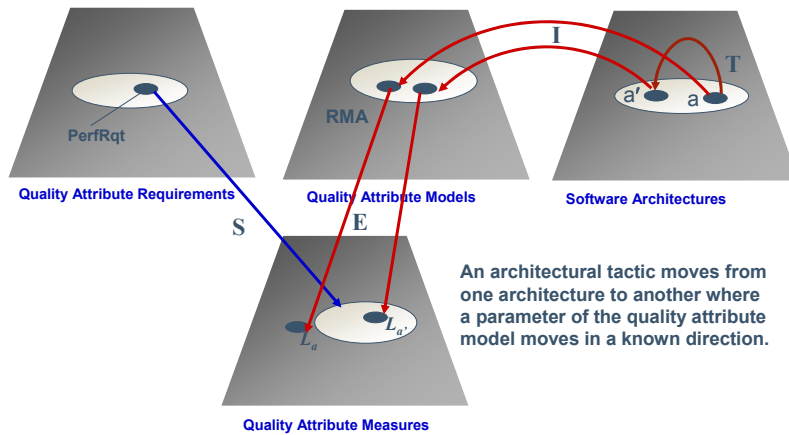 I
T
a'
a
RMA
PerfRqt
Quality Attribute Requirements
Quality Attribute Models
Software Architectures
S
E
An architectural tactic moves from
one architecture to another where
a parameter of the quality attribute
model moves in a known direction.
La
La'
Quality Attribute Measures